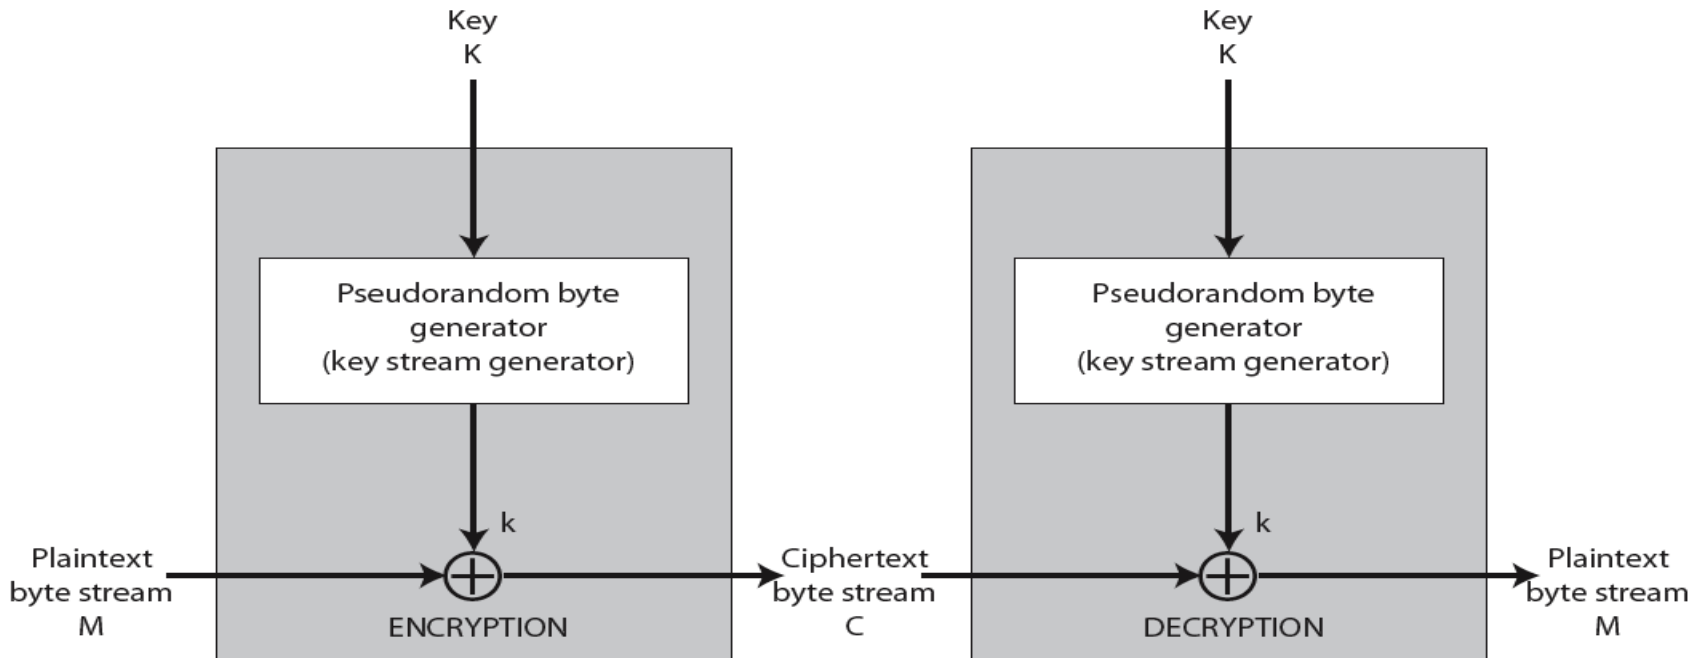 Key
K
Key
K
Pseudorandom byte
generator
(key stream generator)
Pseudorandom byte
generator
(key stream generator)
k
k
Plaintext
byte stream
M
ENCRYPTION
Ciphertext
byte stream
C
DECRYPTION
Plaintext
byte stream
M